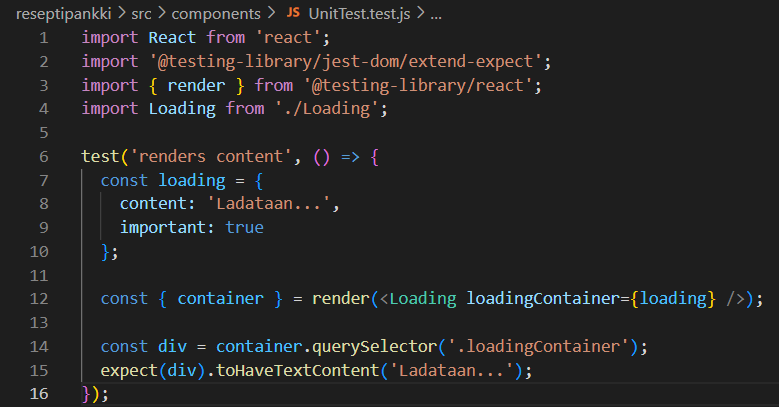 reseptipankki > src > components > JS UnitTest.test.js > ...
1 import React from 'react';
2 import '@testing-library/jest-dom/extend-expect';
3 import { render } from '@testing-library/react';
4 import Loading from './Loading';
5
6 test('renders content', () => {
7   const loading = {
8     content: 'Ladataan...',
9     important: true
10   };
11
12   const { container } = render(<Loading loadingContainer={loading} />);
13
14   const div = container.querySelector('.loadingContainer');
15   expect(div).toHaveTextContent('Ladataan...');
16 });